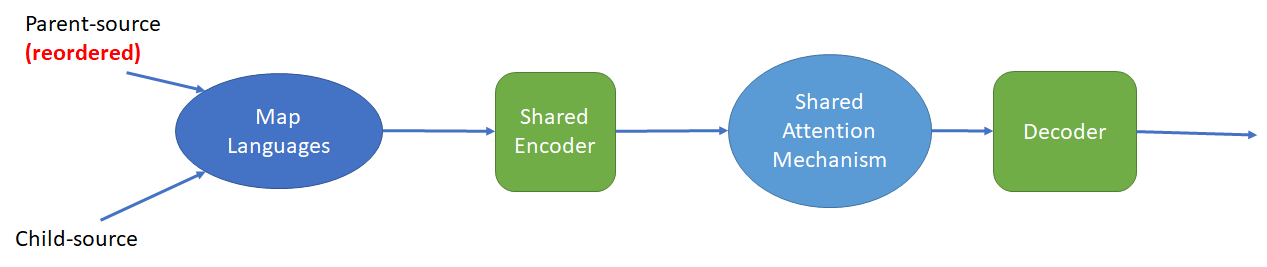 Parent-source
(reordered)
Map
Languages
Shared
Encoder
Shared
Attention
Mechanism
Decoder
Child-source